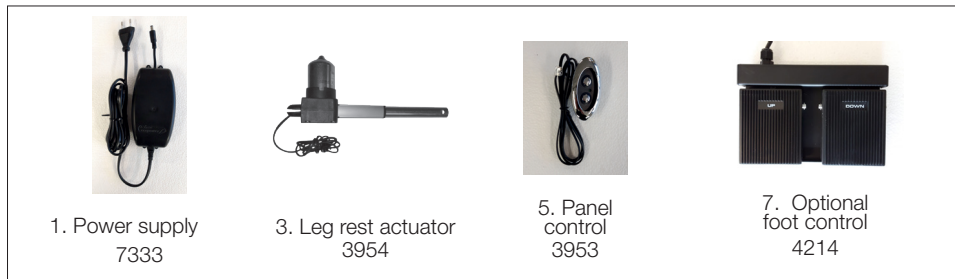 UP
DOWN
1. Power supply
7333
3. Leg rest actuator
3954
5. Panel
control
3953
7. Optional
foot control
4214